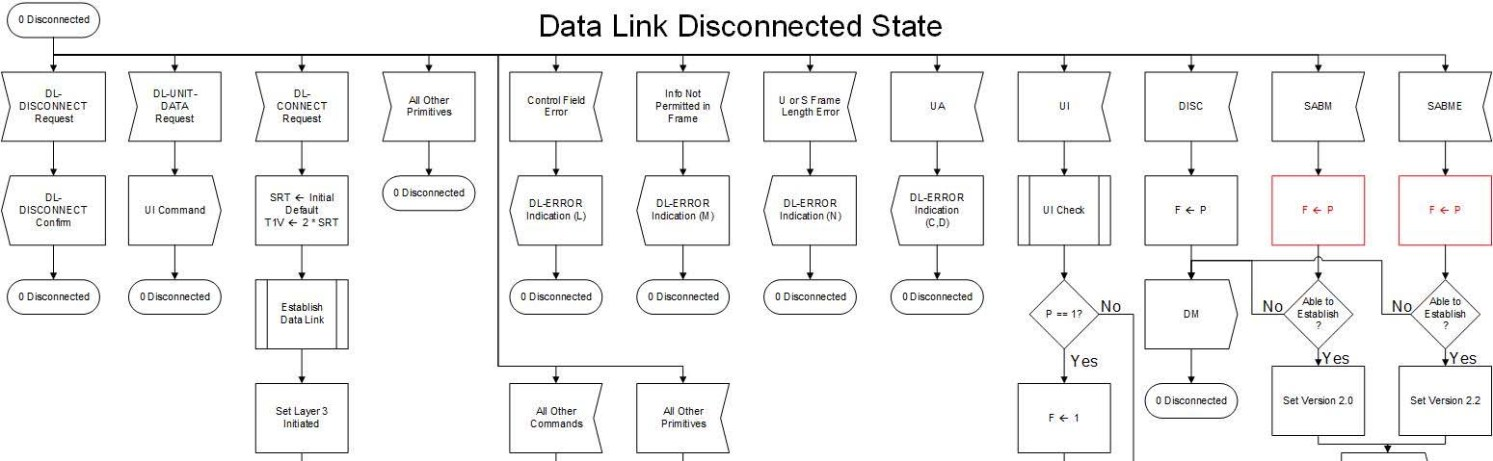 0 Disconnected
Data Link Disconnected State
DL-
DISCONNECT
Request
DL-UNIT-
DATA
Request
DL-
CONNECT
Request
All Other
Primitives
Control Field
Error
Info Not
Permitted in
Frame
U or S Frame
Length Error
UA
UI
DISC
SABM
SABME
DL-
DISCONNECT
Confirm
UI Command
SRT ← Initial
Default
T1V ← 2 * SRT
0 Disconnected
DL-ERROR
Indication (L)
DL-ERROR
Indication (M)
DL-ERROR
Indication (N)
DL-ERROR
Indication
(C,D)
UI Check
F ← P
F ← P
F ← P
0 Disconnected
0 Disconnected
Establish
Data Link
0 Disconnected
0 Disconnected
0 Disconnected
0 Disconnected
P == 1?
No
Yes
DM
No
Able to
Establish
?
Yes
No
Able to
Establish
?
Yes
Set Layer 3
Initiated
All Other
Commands
All Other
Primitives
F ← 1
0 Disconnected
Set Version 2.0
Set Version 2.2